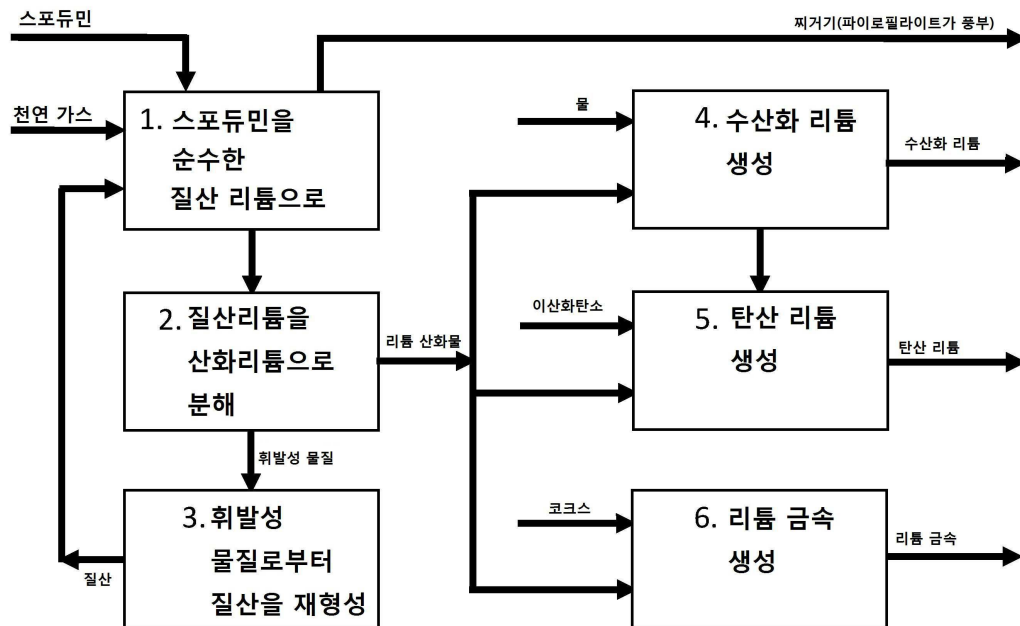 스포듀민
찌거기(파이로필라이트가 풍부)
천연 가스
1. 스포듀민을
순수한
질산 리튬으로
물
4. 수산화 리튬
생성
수산화 리튬
2. 질산리튬을
산화리튬으로
분해
리튬 산화물
이산화탄소
5. 탄산 리튬
생성
탄산 리튬
휘발성 물질
3. 휘발성
물질로부터
질산을 재형성
질산
코크스
6. 리튬 금속
생성
리튬 금속